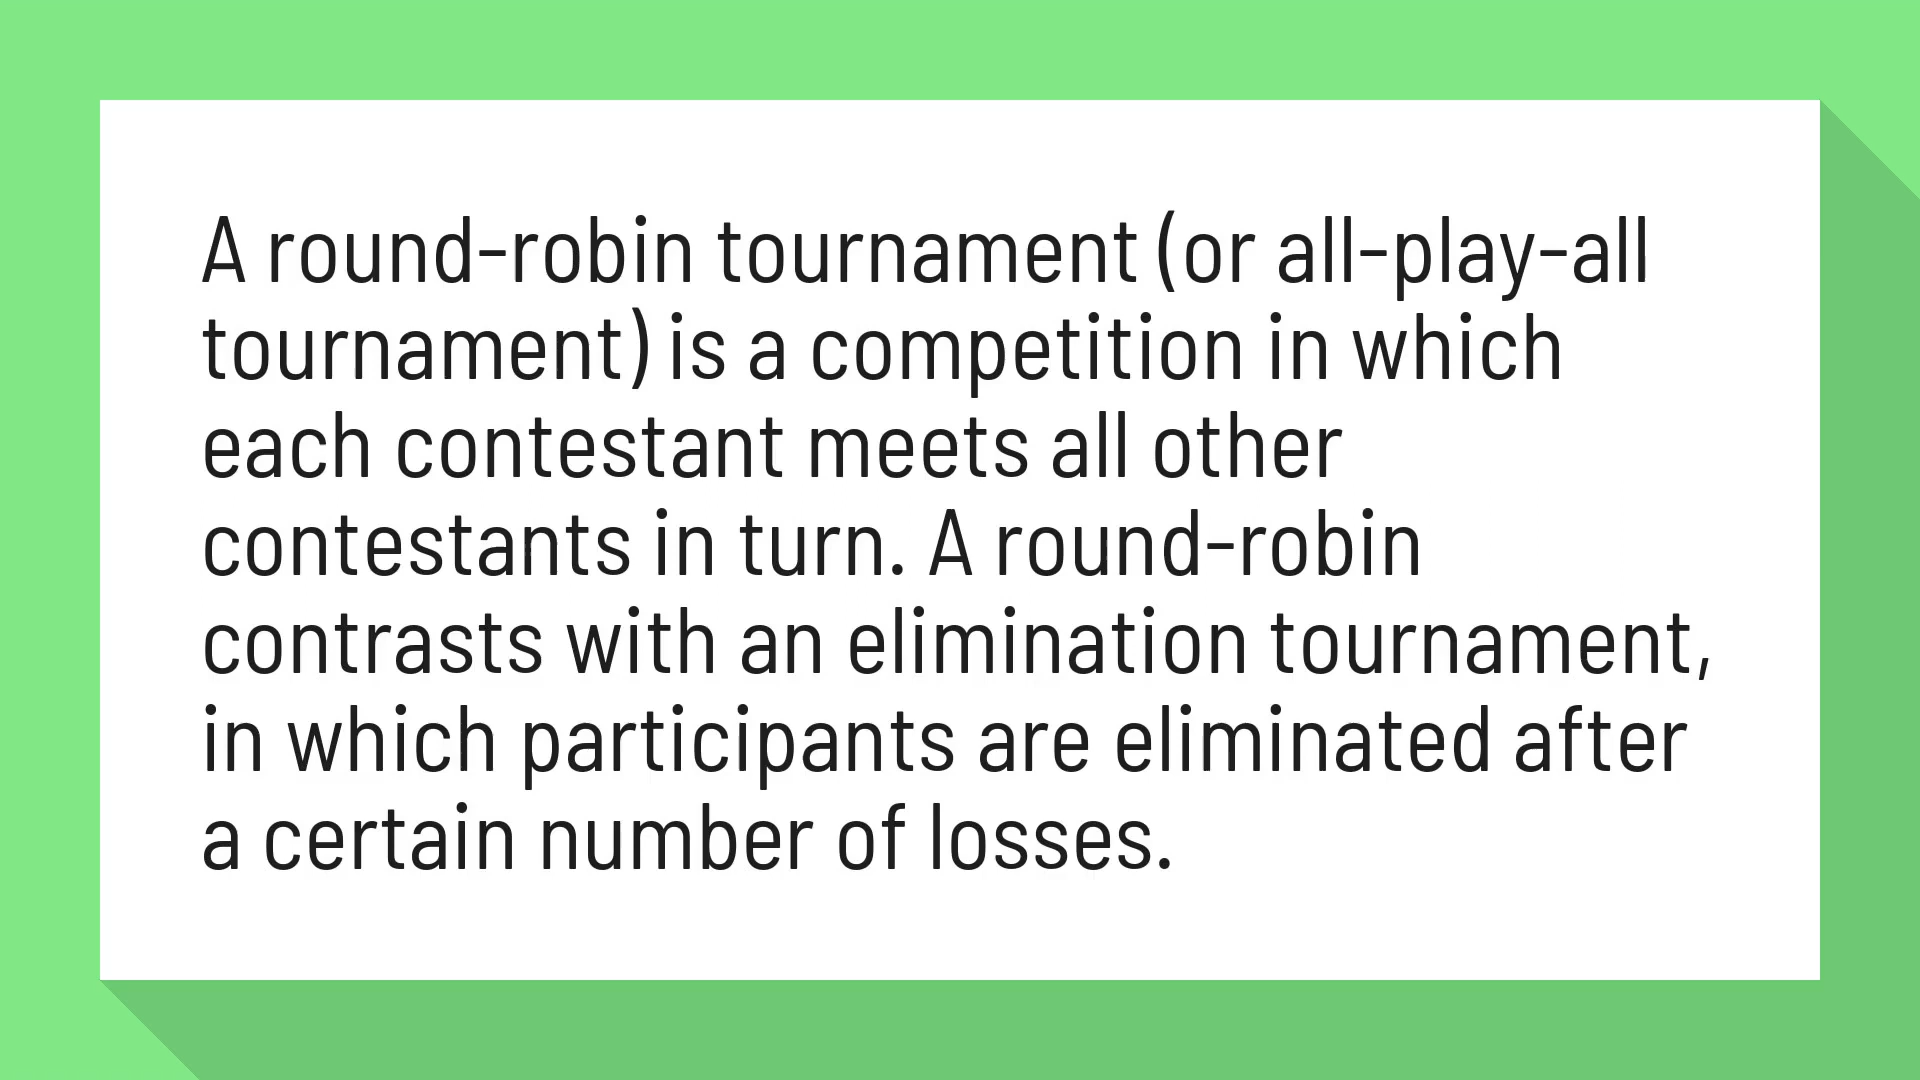 A round-robin tournament (or all-play-all
tournament) is a competition in which
each contestant meets all other
contestants in turn. A round-robin
contrasts with an elimination tournament,
in which participants are eliminated after
a certain number of losses.